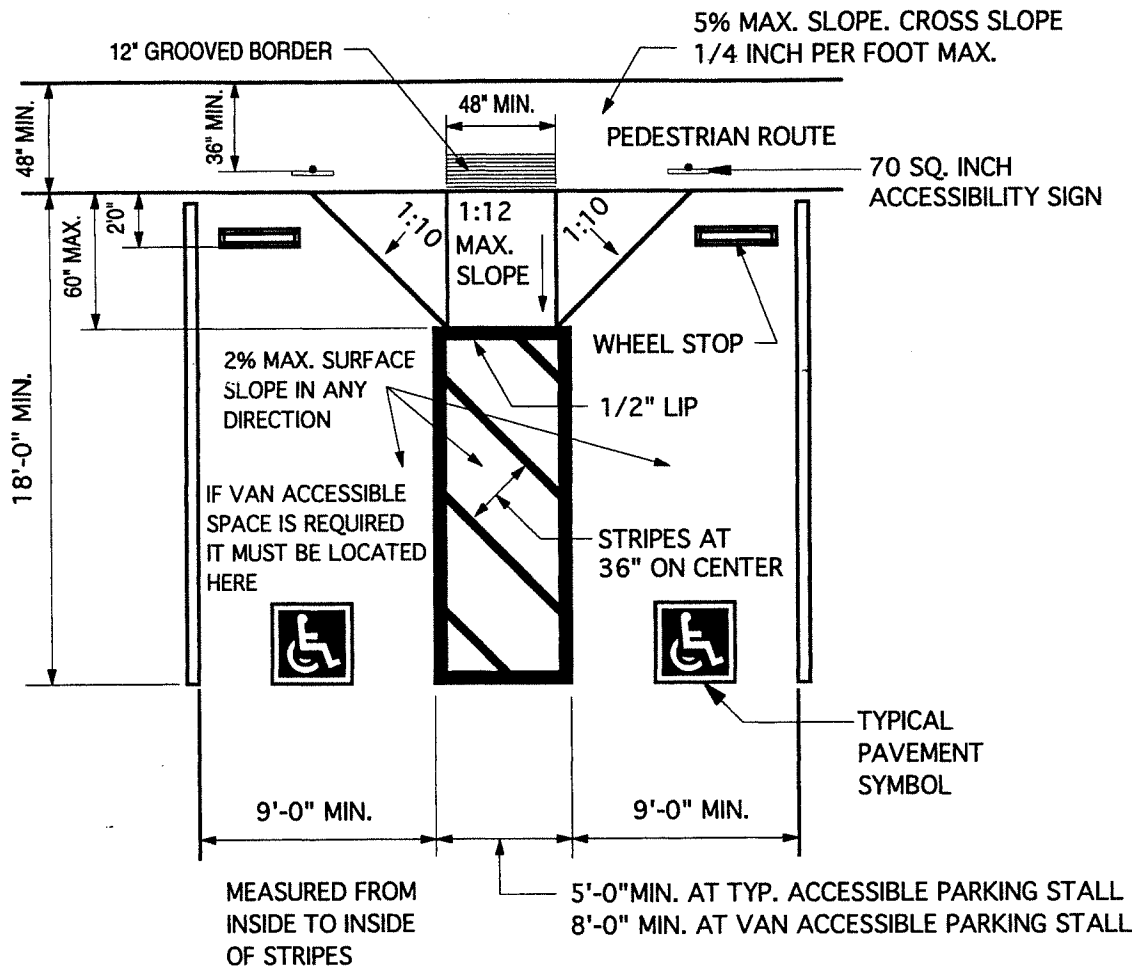 5% MAX. SLOPE. CROSS SLOPE
1/4 INCH PER FOOT MAX.
12" GROOVED BORDER
48" MIN.
36" MIN.
48" MIN.
PEDESTRIAN ROUTE
70 SQ. INCH
ACCESSIBILITY SIGN
60" MAX.
2'0"
1:10
1:12
MAX.
SLOPE
1:10
WHEEL STOP
2% MAX. SURFACE
SLOPE IN ANY
DIRECTION
1/2" LIP
18'-0" MIN.
IF VAN ACCESSIBLE
SPACE IS REQUIRED
IT MUST BE LOCATED
HERE
STRIPES AT
36" ON CENTER
TYPICAL
PAVEMENT
SYMBOL
9'-0" MIN.
9'-0" MIN.
MEASURED FROM
INSIDE TO INSIDE
OF STRIPES
5'-0"MIN. AT TYP. ACCESSIBLE PARKING STALL
8'-0" MIN. AT VAN ACCESSIBLE PARKING STALL